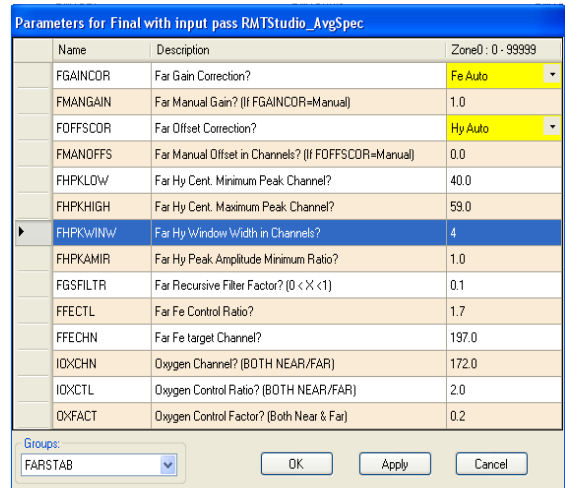 Parameters for Final with input pass RMTStudio_AvgSpec
Name Description Zone0 : 0 - 99999
FGAINCOR Far Gain Correction? Fe Auto
FMANGAIN Far Manual Gain? (If FGAINCOR=Manual) 1.0
FOFFSCOR Far Offset Correction? Hy Auto
FMANOFFS Far Manual Offset in Channels? (If FOFFSCOR=Manual) 0.0
FHPKLOW Far Hy Cent. Minimum Peak Channel? 40.0
FHPKHIGH Far Hy Cent. Maximum Peak Channel? 59.0
FHPKWINW Far Hy Window Width in Channels? 4
FHPKAMIR Far Hy Peak Amplitude Minimum Ratio? 1.0
FGSFILTR Far Recursive Filter Factor? (0 < X <1) 0.1
FFECTL Far Fe Control Ratio? 1.7
FFECHN Far Fe target Channel? 197.0
IOXCHN Oxygen Channel? (BOTH NEAR/FAR) 172.0
IOXCTL Oxygen Control Ratio? (BOTH NEAR/FAR) 2.0
OXFACT Oxygen Control Factor? (Both Near & Far) 0.2
Groups:
FARSTAB OK Apply Cancel